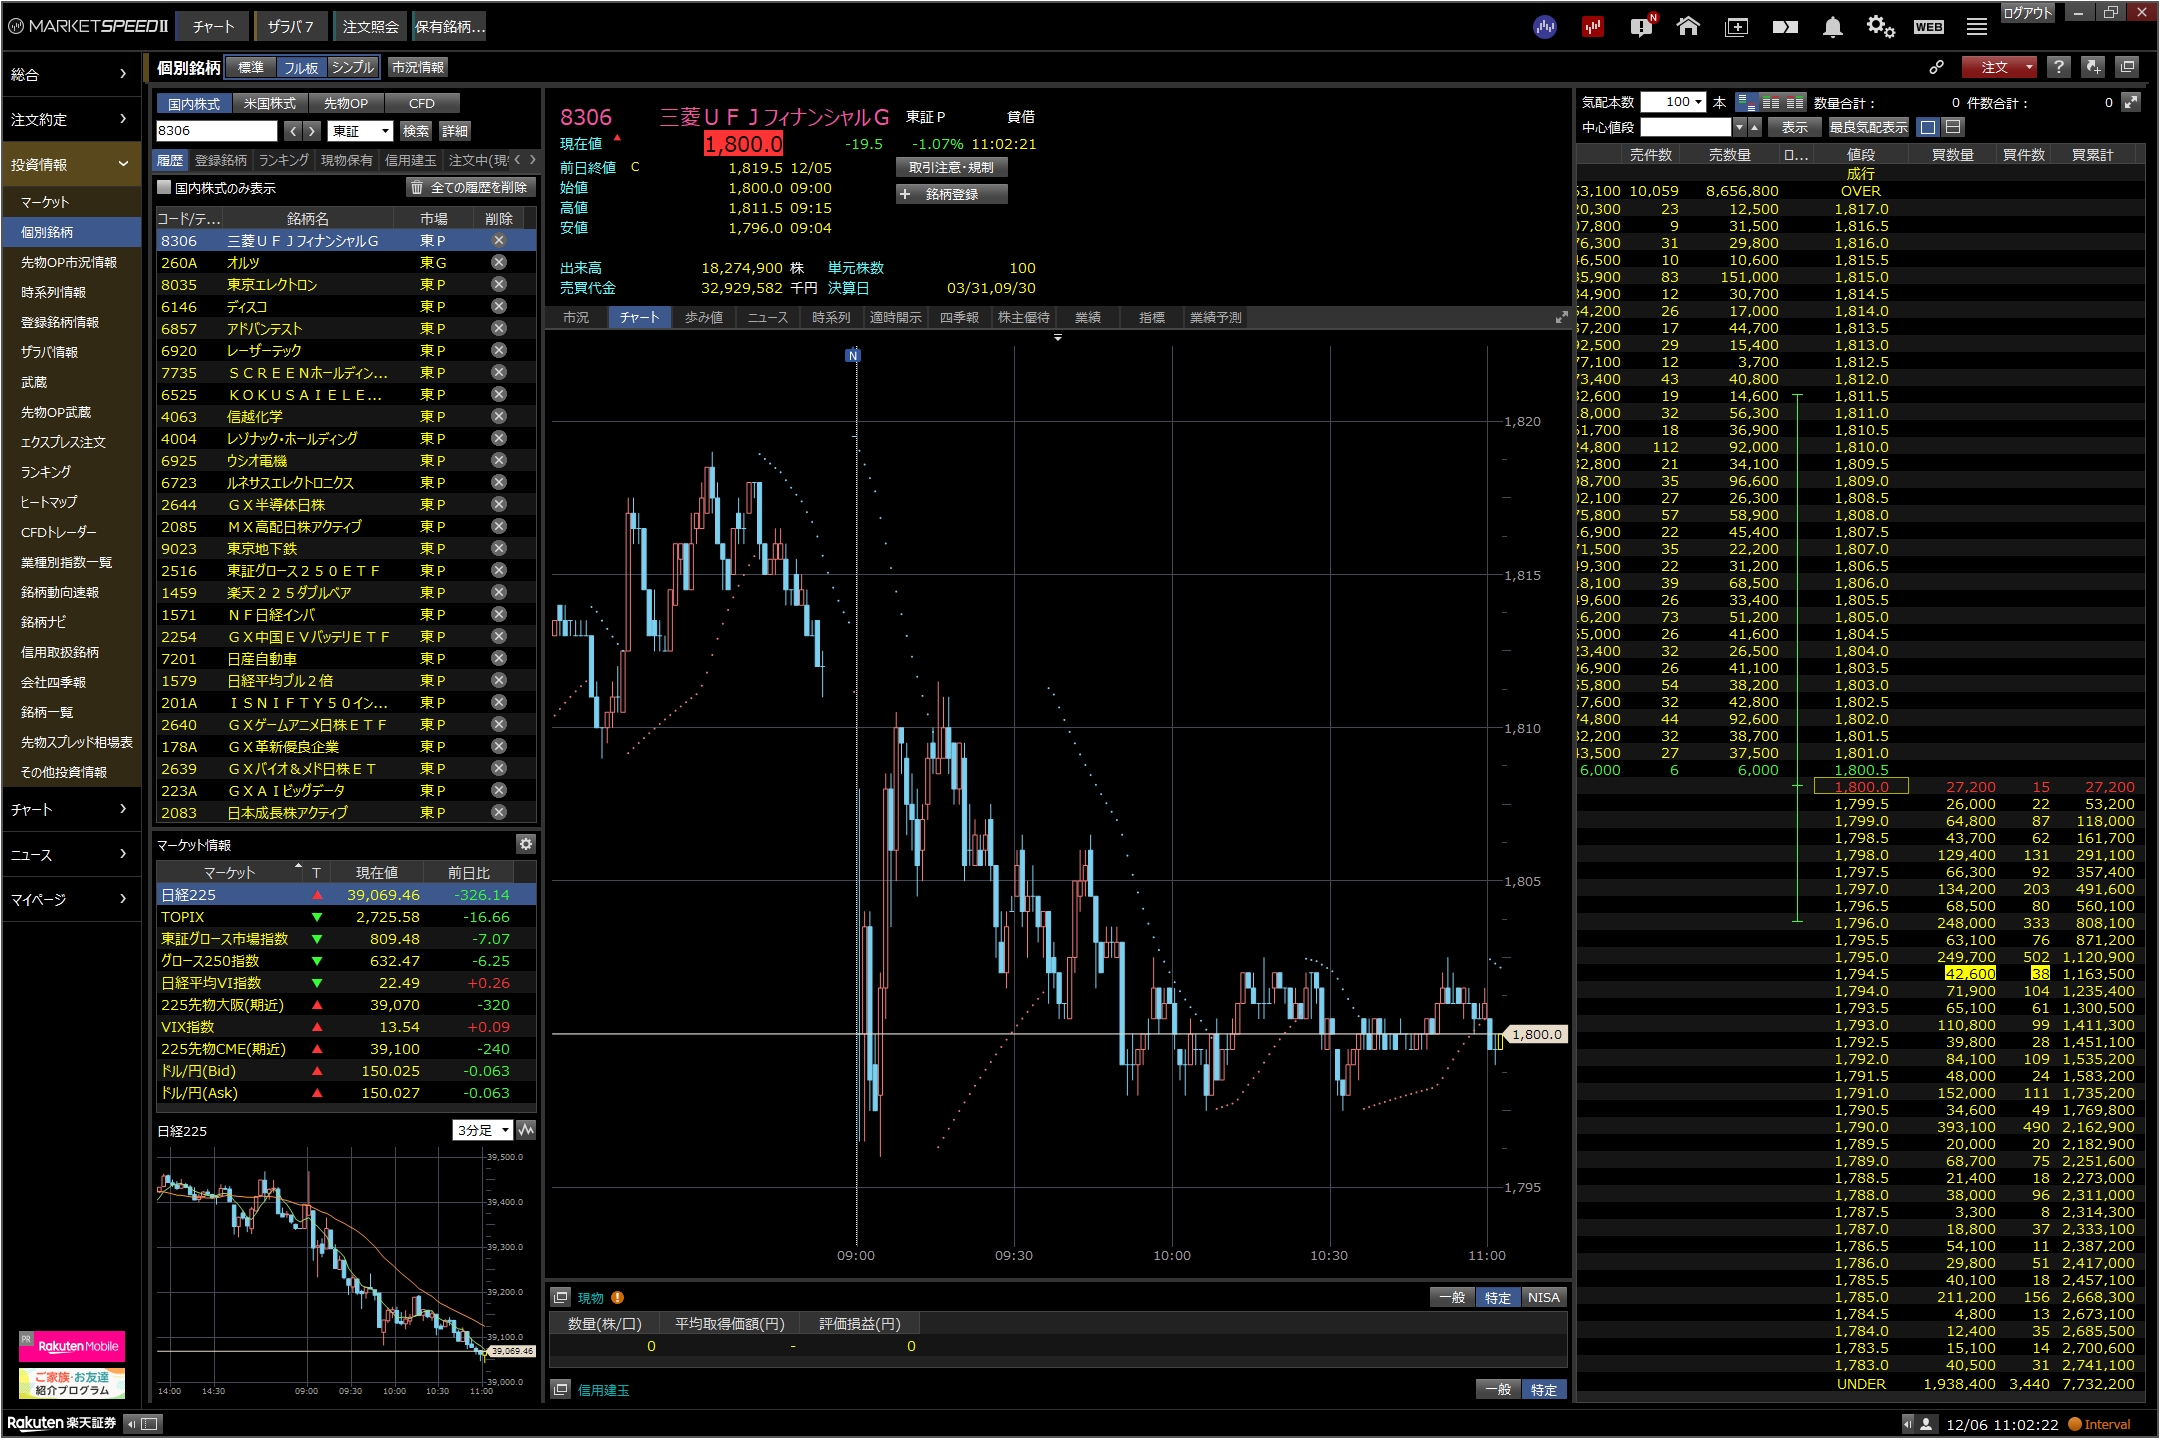 MARKETSPEEDII チャート ザラバ７ 注文照会 保有銘柄... N WEB ログアウト
総合
注文約定
投資情報
マーケット
個別銘柄
先物OP市況情報
時系列情報
登録銘柄情報
ザラバ情報
武蔵
先物OP武蔵
エクスプレス注文
ランキング
ヒートマップ
CFDトレーダー
業種別指数一覧
銘柄動向速報
銘柄ナビ
信用取扱銘柄
会社四季報
銘柄一覧
先物スプレッド相場表
その他投資情報
チャート
ニュース
マイページ
PR Rakuten Mobile
ご家族・お友達
紹介プログラム
個別銘柄 標準 フル板 シンプル 市況情報 注文 ?
国内株式 米国株式 先物OP CFD
8306 東証 検索 詳細
履歴 登録銘柄 ランキング 現物保有 信用建玉 注文中(現
国内株式のみ表示 全ての履歴を削除
コード/テ... 銘柄名 市場 削除
8306 三菱ＵＦＪフィナンシャルＧ 東Ｐ
260A オルツ 東Ｇ
8035 東京エレクトロン 東Ｐ
6146 ディスコ 東Ｐ
6857 アドバンテスト 東Ｐ
6920 レーザーテック 東Ｐ
7735 ＳＣＲＥＥＮホールディン... 東Ｐ
6525 ＫＯＫＵＳＡＩＥＬＥ... 東Ｐ
4063 信越化学 東Ｐ
4004 レゾナック・ホールディング 東Ｐ
6925 ウシオ電機 東Ｐ
6723 ルネサスエレクトロニクス 東Ｐ
2644 ＧＸ半導体日株 東Ｐ
2085 ＭＸ高配日株アクティブ 東Ｐ
9023 東京地下鉄 東Ｐ
2516 東証グロース２５０ＥＴＦ 東Ｐ
1459 楽天２２５ダブルベア 東Ｐ
1571 ＮＦ日経インバ 東Ｐ
2254 ＧＸ中国ＥＶバッテリＥＴＦ 東Ｐ
7201 日産自動車 東Ｐ
1579 日経平均ブル２倍 東Ｐ
201A ＩＳＮＩＦＴＹ５０イン... 東Ｐ
2640 ＧＸゲームアニメ日株ＥＴＦ 東Ｐ
178A ＧＸ革新優良企業 東Ｐ
2639 ＧＸバイオ＆メド日株ＥＴ 東Ｐ
223A ＧＸＡＩビッグデータ 東Ｐ
2083 日本成長株アクティブ 東Ｐ
マーケット情報
マーケット T 現在値 前日比
日経225 39,069.46 -326.14
TOPIX 2,725.58 -16.66
東証グロース市場指数 809.48 -7.07
グロース250指数 632.47 -6.25
日経平均VI指数 22.49 +0.26
225先物大阪(期近) 39,070 -320
VIX指数 13.54 +0.09
225先物CME(期近) 39,100 -240
ドル/円(Bid) 150.025 -0.063
ドル/円(Ask) 150.027 -0.063
日経225 3分足
39,500.0
39,400.0
39,300.0
39,200.0
39,100.0
39,069.46
39,000.0
14:00 14:30 09:00 09:30 10:00 10:30 11:00
8306 三菱ＵＦＪフィナンシャルＧ 東証Ｐ 貸借
現在値 1,800.0 -19.5 -1.07% 11:02:21
前日終値 C 1,819.5 12/05 取引注意・規制
始値 1,800.0 09:00 + 銘柄登録
高値 1,811.5 09:15
安値 1,796.0 09:04
出来高 18,274,900 株 単元株数 100
売買代金 32,929,582 千円 決算日 03/31,09/30
市況 チャート 歩み値 ニュース 時系列 適時開示 四季報 株主優待 業績 指標 業績予測
N
1,820
1,815
1,810
1,805
1,800.0
1,795
09:00 09:30 10:00 10:30 11:00
現物 一般 特定 NISA
数量(株/口) 平均取得価額(円) 評価損益(円)
0 - 0
信用建玉 一般 特定
気配本数 100 本 数量合計： 0 件数合計： 0
中心値段 表示 最良気配表示
売件数 売数量 ロ... 値段 買数量 買件数 買累計
成行
53,100 10,059 8,656,800 OVER
20,300 23 12,500 1,817.0
07,800 9 31,500 1,816.5
76,300 31 29,800 1,816.0
46,500 10 10,600 1,815.5
35,900 83 151,000 1,815.0
84,900 12 30,700 1,814.5
54,200 26 17,000 1,814.0
37,200 17 44,700 1,813.5
92,500 29 15,400 1,813.0
77,100 12 3,700 1,812.5
73,400 43 40,800 1,812.0
32,600 19 14,600 1,811.5
18,000 32 56,300 1,811.0
61,700 18 36,900 1,810.5
24,800 112 92,000 1,810.0
32,800 21 34,100 1,809.5
98,700 35 96,600 1,809.0
02,100 27 26,300 1,808.5
75,800 57 58,900 1,808.0
16,900 22 45,400 1,807.5
71,500 35 22,200 1,807.0
49,300 22 31,200 1,806.5
18,100 39 68,500 1,806.0
49,600 26 33,400 1,805.5
16,200 73 51,200 1,805.0
65,000 26 41,600 1,804.5
23,400 32 26,500 1,804.0
96,900 26 41,100 1,803.5
55,800 54 38,200 1,803.0
17,600 32 42,800 1,802.5
74,800 44 92,600 1,802.0
82,200 32 38,700 1,801.5
43,500 27 37,500 1,801.0
6,000 6 6,000 1,800.5
1,800.0 27,200 15 27,200
1,799.5 26,000 22 53,200
1,799.0 64,800 87 118,000
1,798.5 43,700 62 161,700
1,798.0 129,400 131 291,100
1,797.5 66,300 92 357,400
1,797.0 134,200 203 491,600
1,796.5 68,500 80 560,100
1,796.0 248,000 333 808,100
1,795.5 63,100 76 871,200
1,795.0 249,700 502 1,120,900
1,794.5 42,600 38 1,163,500
1,794.0 71,900 104 1,235,400
1,793.5 65,100 61 1,300,500
1,793.0 110,800 99 1,411,300
1,792.5 39,800 28 1,451,100
1,792.0 84,100 109 1,535,200
1,791.5 48,000 24 1,583,200
1,791.0 152,000 111 1,735,200
1,790.5 34,600 49 1,769,800
1,790.0 393,100 490 2,162,900
1,789.5 20,000 20 2,182,900
1,789.0 68,700 75 2,251,600
1,788.5 21,400 18 2,273,000
1,788.0 38,000 96 2,311,000
1,787.5 3,300 8 2,314,300
1,787.0 18,800 37 2,333,100
1,786.5 54,100 11 2,387,200
1,786.0 29,800 51 2,417,000
1,785.5 40,100 18 2,457,100
1,785.0 211,200 156 2,668,300
1,784.5 4,800 13 2,673,100
1,784.0 12,400 35 2,685,500
1,783.5 15,100 14 2,700,600
1,783.0 40,500 31 2,741,100
UNDER 1,938,400 3,440 7,732,200
Rakuten 楽天証券 12/06 11:02:22 Interval